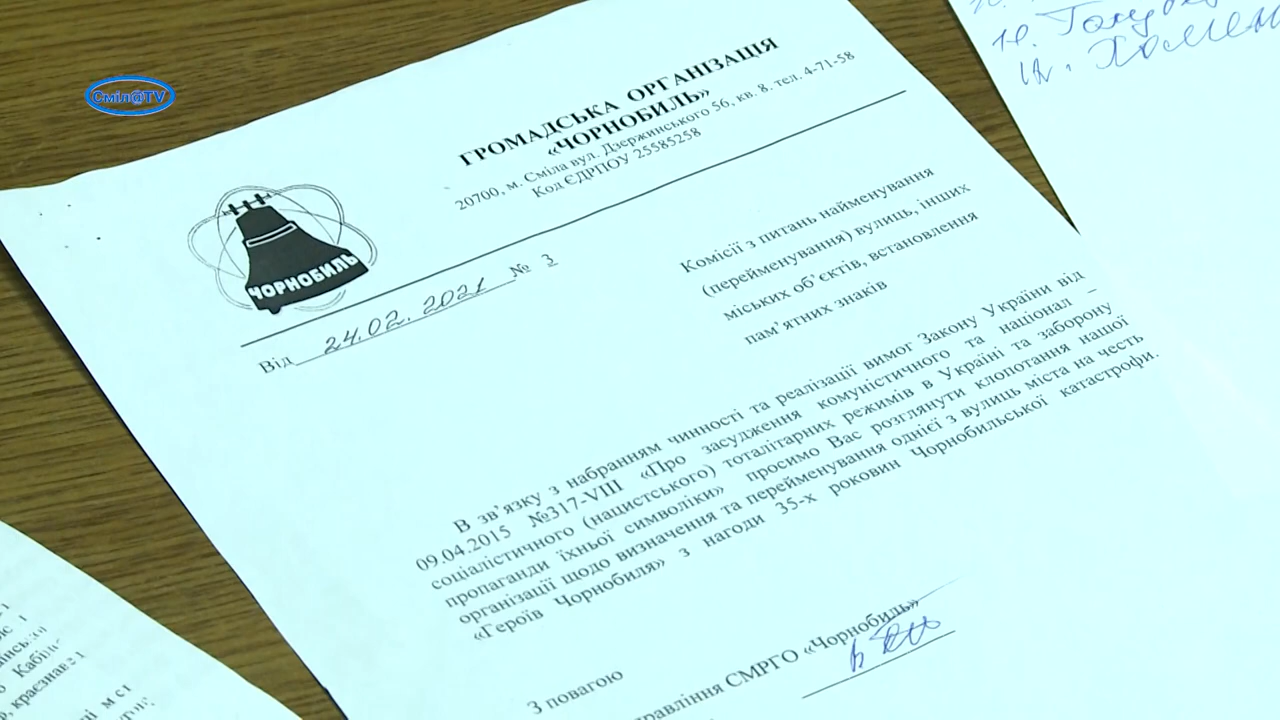 Сміл@TV
ГРОМАДСЬКА ОРГАНІЗАЦІЯ
«ЧОРНОБИЛЬ»
20700, м. Сміла вул. Дзержинського 56, кв. 8. тел. 4-71-58
Код ЄДРПОУ 25585258
ЧОРНОБИЛЬ
Від 24.02.2021 № 3
Комісії з питань найменування
(перейменування) вулиць, інших
міських об’єктів, встановлення
пам’ятних знаків
В зв’язку з набранням чинності та реалізації вимог Закону України від
09.04.2015 №317-VIII «Про засудження комуністичного та націонал –
соціалістичного (нацистського) тоталітарних режимів в Україні та заборону
пропаганди їхньої символіки» просимо Вас розглянути клопотання нашої
організації щодо визначення та перейменування однієї з вулиць міста на честь
«Героїв Чорнобиля» з нагоди 35-х роковин Чорнобильської катастрофи.
З повагою
СМРГО «Чорнобиль»